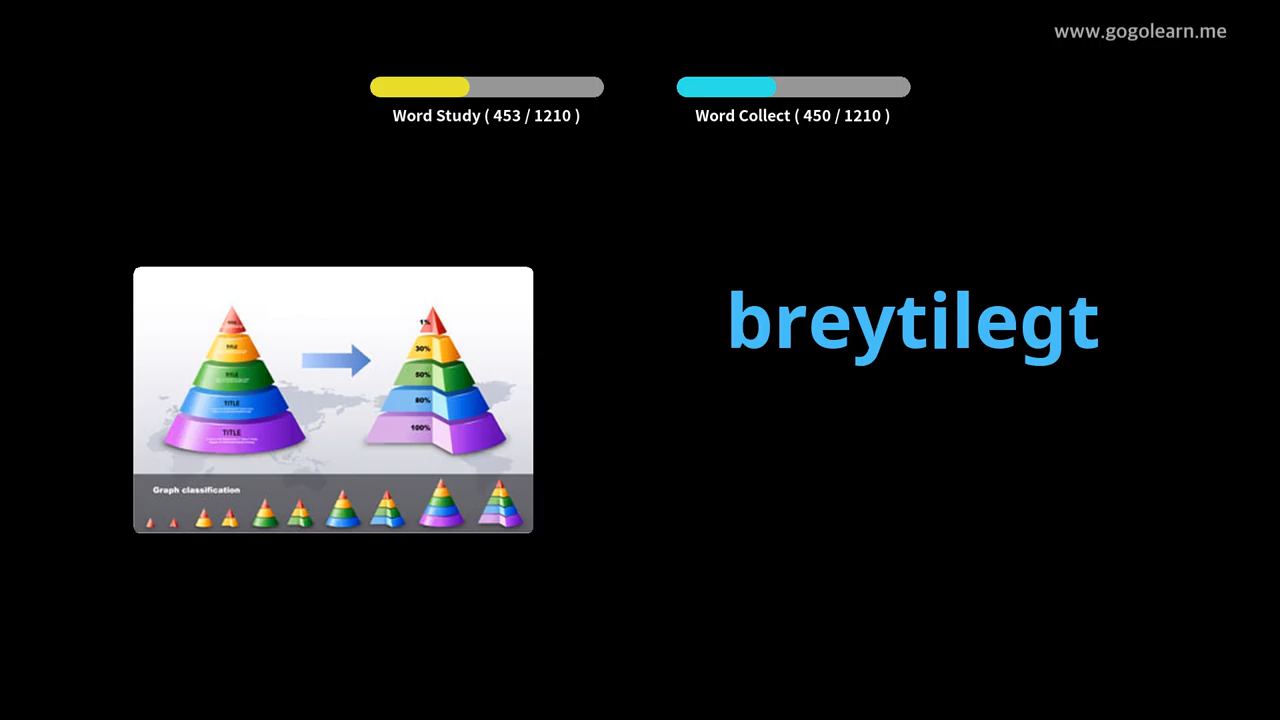 www.gogolearn.me
Word Study ( 453 / 1210 )
Word Collect ( 450 / 1210 )
breytilegt
TITLE
TITLE
TITLE
TITLE
1%
30%
50%
80%
100%
Graph classification